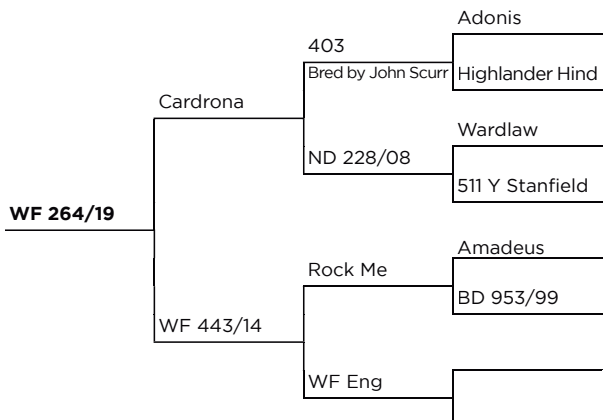 Adonis
403
Bred by John Scurr
Highlander Hind
Cardrona
Wardlaw
ND 228/08
511 Y Stanfield
WF 264/19
Amadeus
Rock Me
BD 953/99
WF 443/14
WF Eng